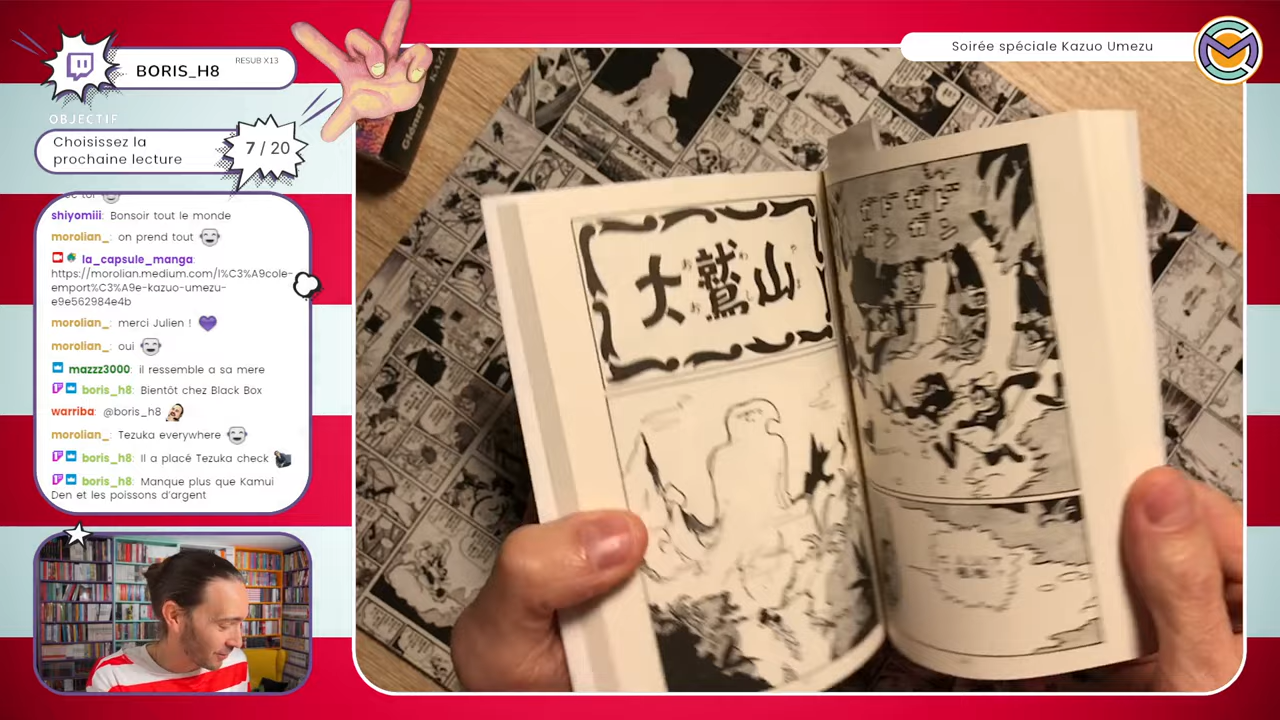 BORIS_H8
RESUB X13
OBJECTIF
Choisissez la
prochaine lecture
7 / 20
shiyomiii: Bonsoir tout le monde
morolian_: on prend tout
la_capsule_manga:
https://morolian.medium.com/l%C3%A9cole-
emport%C3%A9e-kazuo-umezu-
e9e562984e4b
morolian_: merci Julien !
morolian_: oui
mazzz3000: il ressemble a sa mere
boris_h8: Bientôt chez Black Box
warriba: @boris_h8
morolian_: Tezuka everywhere
boris_h8: Il a placé Tezuka check
boris_h8: Manque plus que Kamui
Den et les poissons d'argent
Soirée spéciale Kazuo Umezu
Glénat
大鷲山